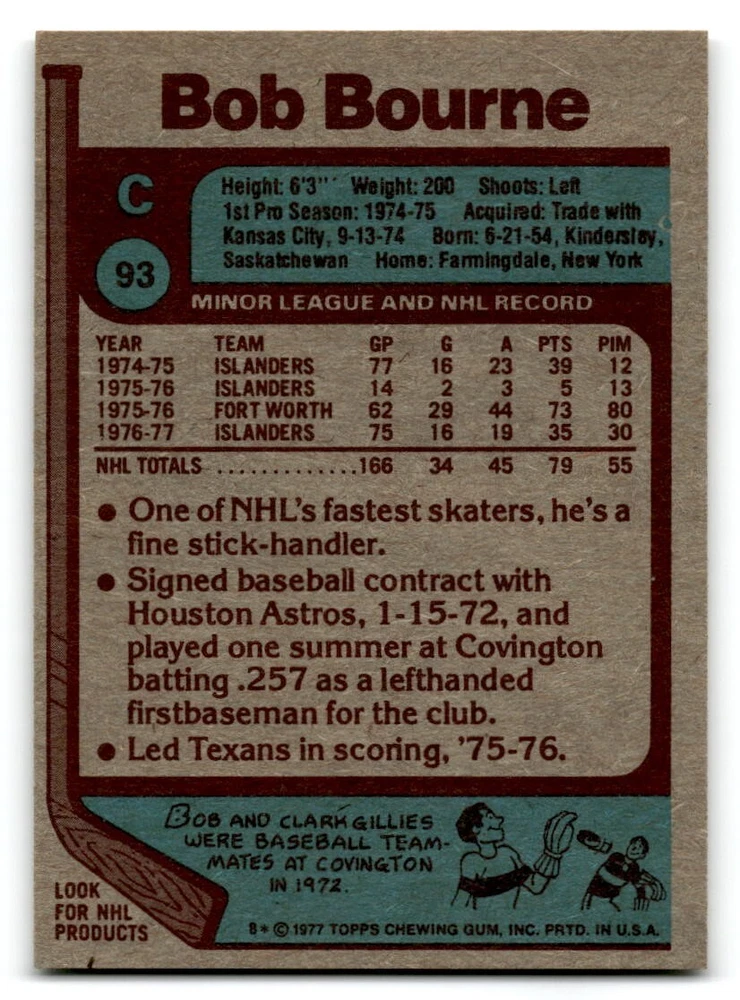 Bob Bourne
C
93
Height: 6'3" Weight: 200 Shoots: Left
1st Pro Season: 1974-75 Acquired: Trade with
Kansas City, 9-13-74 Born: 6-21-54, Kindersley,
Saskatchewan Home: Farmingdale, New York
MINOR LEAGUE AND NHL RECORD
YEAR TEAM GP G A PTS PIM
1974-75 ISLANDERS 77 16 23 39 12
1975-76 ISLANDERS 14 2 3 5 13
1975-76 FORT WORTH 62 29 44 73 80
1976-77 ISLANDERS 75 16 19 35 30
NHL TOTALS .............166 34 45 79 55
• One of NHL's fastest skaters, he's a
fine stick-handler.
• Signed baseball contract with
Houston Astros, 1-15-72, and
played one summer at Covington
batting .257 as a lefthanded
firstbaseman for the club.
• Led Texans in scoring, '75-76.
BOB AND CLARK GILLIES
WERE BASEBALL TEAM-
MATES AT COVINGTON
IN 1972.
LOOK
FOR NHL
PRODUCTS
B* © 1977 TOPPS CHEWING GUM, INC. PRTD. IN U.S.A.